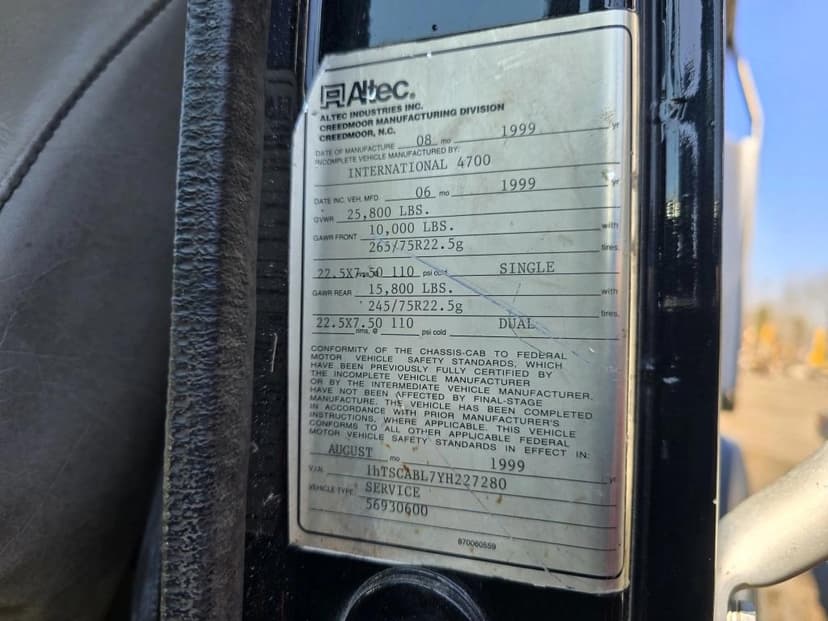 Altec®
ALTEC INDUSTRIES INC.
CREEDMOOR MANUFACTURING DIVISION
CREEDMOOR, N.C.
DATE OF MANUFACTURE 08 mo 1999 yr
INCOMPLETE VEHICLE MANUFACTURED BY:
INTERNATIONAL 4700
DATE INC. VEH. MFD. 06 mo 1999 yr
GVWR 25,800 LBS.
GAWR FRONT 10,000 LBS. with
265/75R22.5g tires,
22.5X7.50 110 psi cold SINGLE
GAWR REAR 15,800 LBS. with
245/75R22.5g tires,
22.5X7.50 110 DUAL
rims, @ psi cold
CONFORMITY OF THE CHASSIS-CAB TO FEDERAL
MOTOR VEHICLE SAFETY STANDARDS, WHICH
HAVE BEEN PREVIOUSLY FULLY CERTIFIED BY
THE INCOMPLETE VEHICLE MANUFACTURER
OR BY THE INTERMEDIATE VEHICLE MANUFACTURER.
HAVE NOT BEEN AFFECTED BY FINAL-STAGE
MANUFACTURE. THE VEHICLE HAS BEEN COMPLETED
IN ACCORDANCE WITH PRIOR MANUFACTURER'S
INSTRUCTIONS, WHERE APPLICABLE. THIS VEHICLE
CONFORMS TO ALL OTHER APPLICABLE FEDERAL
MOTOR VEHICLE SAFETY STANDARDS IN EFFECT IN:
AUGUST mo 1999 yr
V.I.N. 1hTSCABL7YH227280
VEHICLE TYPE SERVICE
56930600
870060559